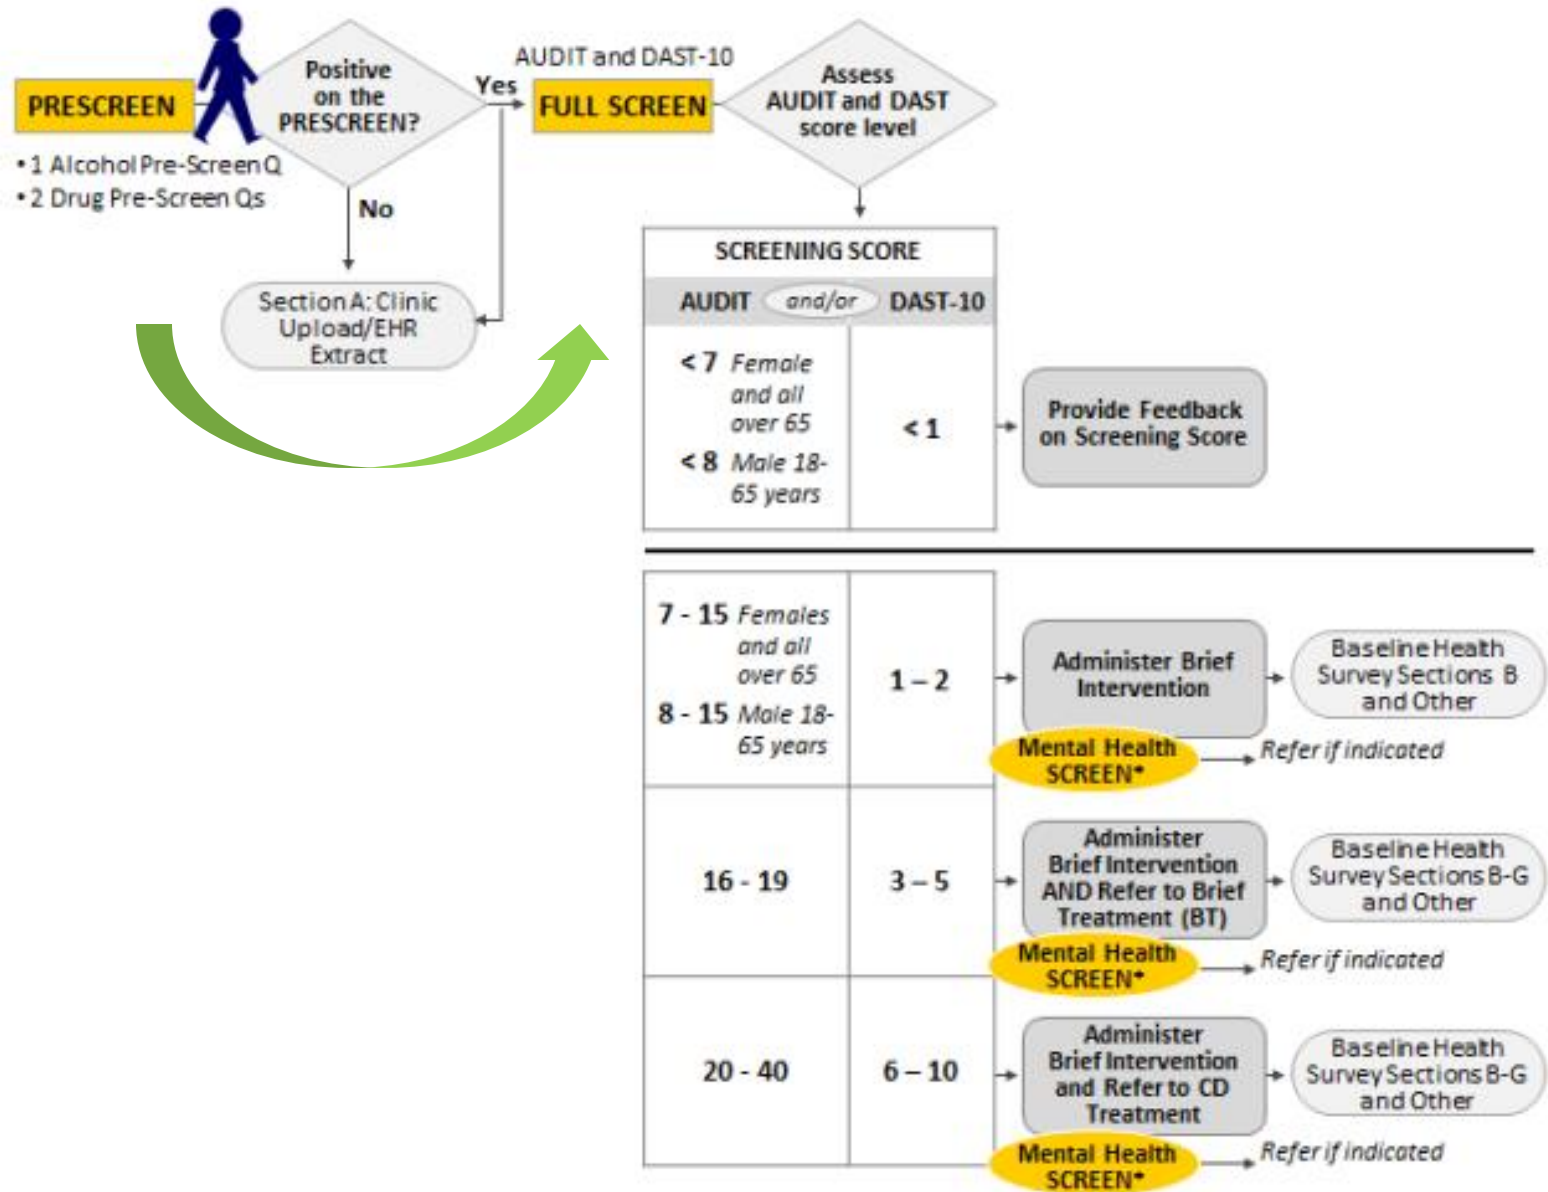 PRESCREEN
• 1 Alcohol Pre-Screen Q
• 2 Drug Pre-Screen Qs
Positive
on the
PRESCREEN?
Yes
No
Section A: Clinic
Upload/EHR
Extract
AUDIT and DAST-10
FULL SCREEN
Assess
AUDIT and DAST
score level
SCREENING SCORE
AUDIT and/or DAST-10
< 7 Female
and all
over 65
< 8 Male 18-
65 years
< 1
Provide Feedback
on Screening Score
7 - 15 Females
and all
over 65
8 - 15 Male 18-
65 years
1 – 2
Administer Brief
Intervention
Baseline Health
Survey Sections B
and Other
Mental Health
SCREEN*
Refer if indicated
16 - 19
3 – 5
Administer
Brief Intervention
AND Refer to Brief
Treatment (BT)
Baseline Health
Survey Sections B-G
and Other
Mental Health
SCREEN*
Refer if indicated
20 - 40
6 – 10
Administer
Brief Intervention
and Refer to CD
Treatment
Baseline Health
Survey Sections B-G
and Other
Mental Health
SCREEN*
Refer if indicated